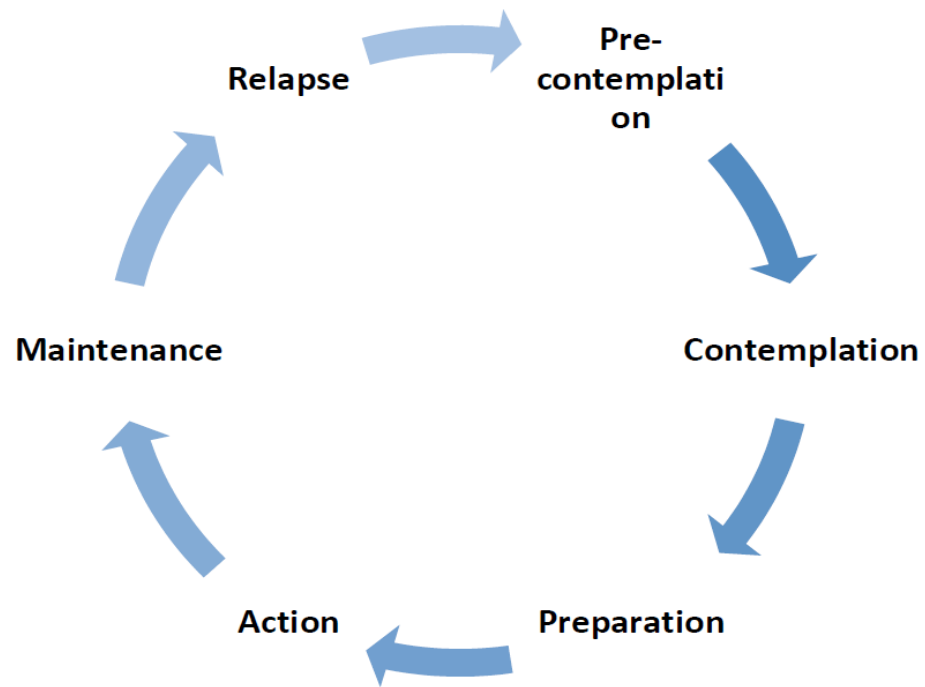 Pre-
contemplati
on
Relapse
Maintenance
Contemplation
Action
Preparation